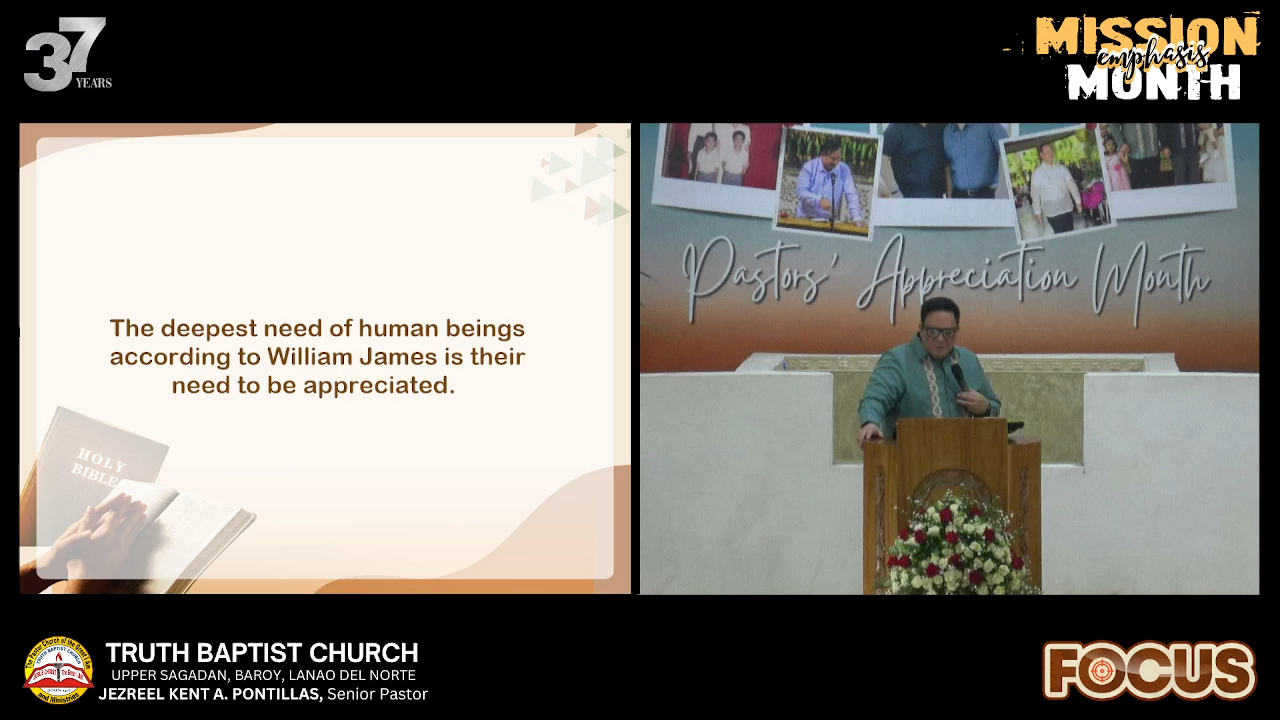 37
YEARS
MISSION
emphasis
MONTH
The deepest need of human beings
according to William James is their
need to be appreciated.
HOLY
BIBLE
Pastors' Appreciation Month
TRUTH BAPTIST CHURCH
UPPER SAGADAN, BAROY, LANAO DEL NORTE
JEZREEL KENT A. PONTILLAS, Senior Pastor
FOCUS